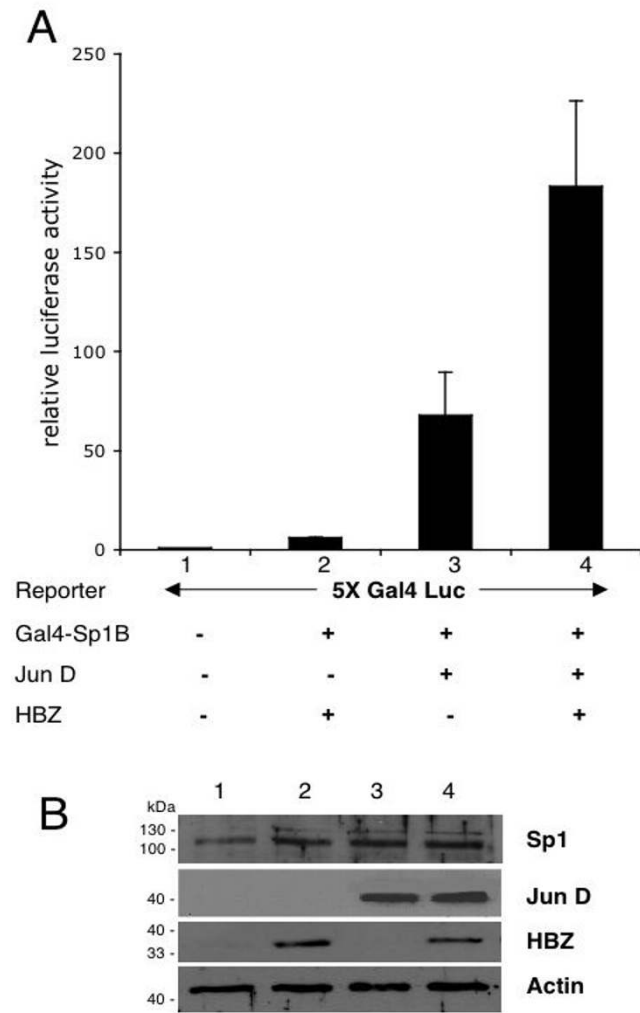 A
250
200
150
100
50
0
relative luciferase activity
1 2 3 4
Reporter 5X Gal4 Luc
Gal4-Sp1B - + + +
Jun D - - + +
HBZ - + - +
B
1 2 3 4
kDa
130 -
100 -
Sp1
40 -
Jun D
40 -
33 -
HBZ
40 -
Actin